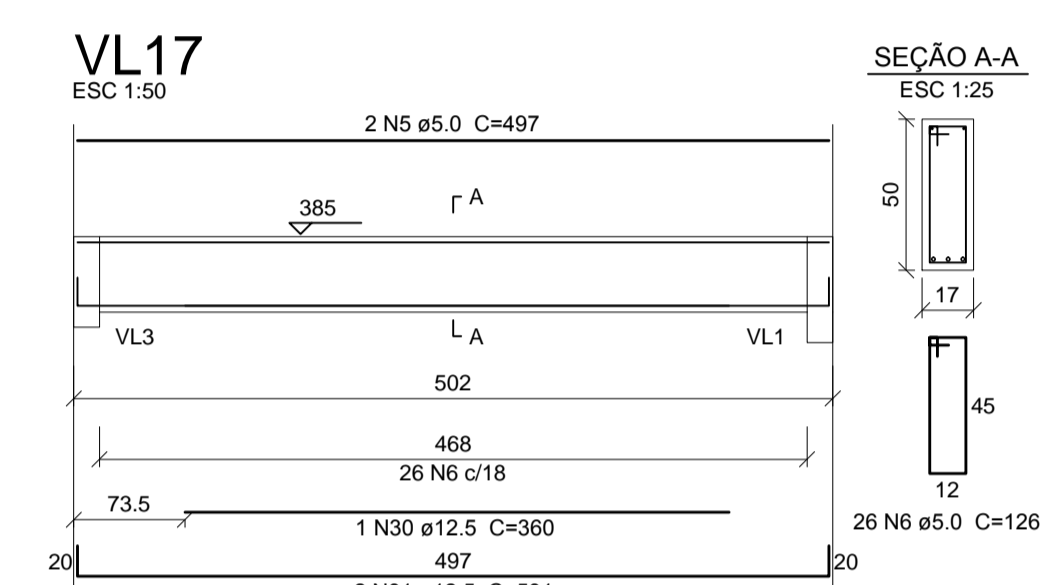 VL17
ESC 1:50
SEÇÃO A-A
ESC 1:25
2 N5 ø5.0 C=497
A
385
50
17
VL3
A
VL1
502
45
468
26 N6 c/18
12
73.5
26 N6 ø5.0 C=126
1 N30 ø12.5 C=360
20
497
20